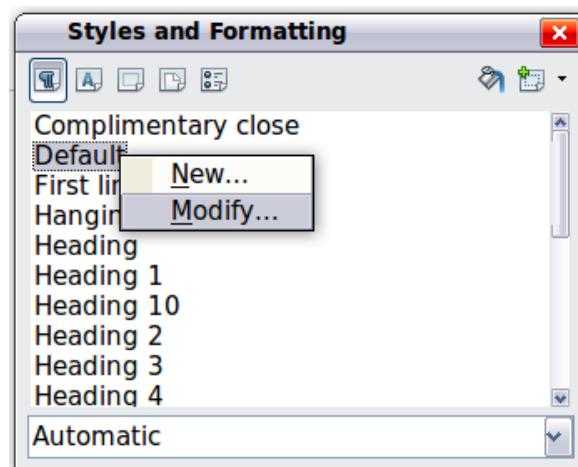 Styles and Formatting
Complimentary close
Default
New...
First lin
Modify...
Hangin
Heading
Heading 1
Heading 10
Heading 2
Heading 3
Heading 4
Automatic